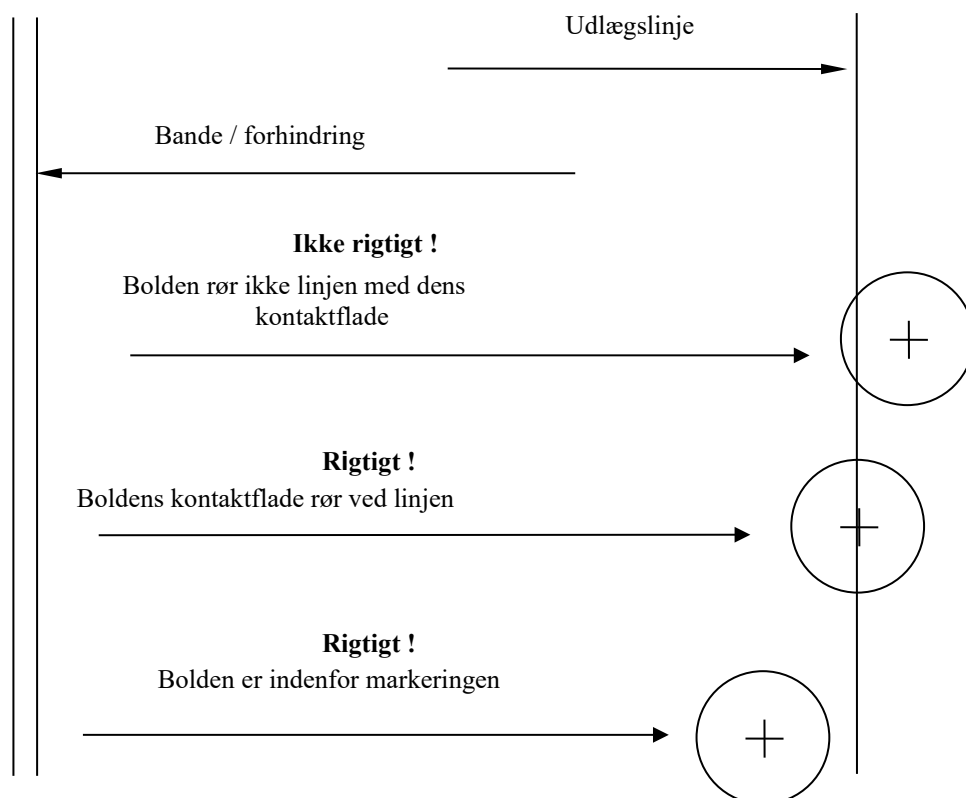 Udlægslinje
Bande / forhindring
Ikke rigtigt !
Bolden rør ikke linjen med dens
kontaktflade
Rigtigt !
Boldens kontaktflade rør ved linjen
Rigtigt !
Bolden er indenfor markeringen